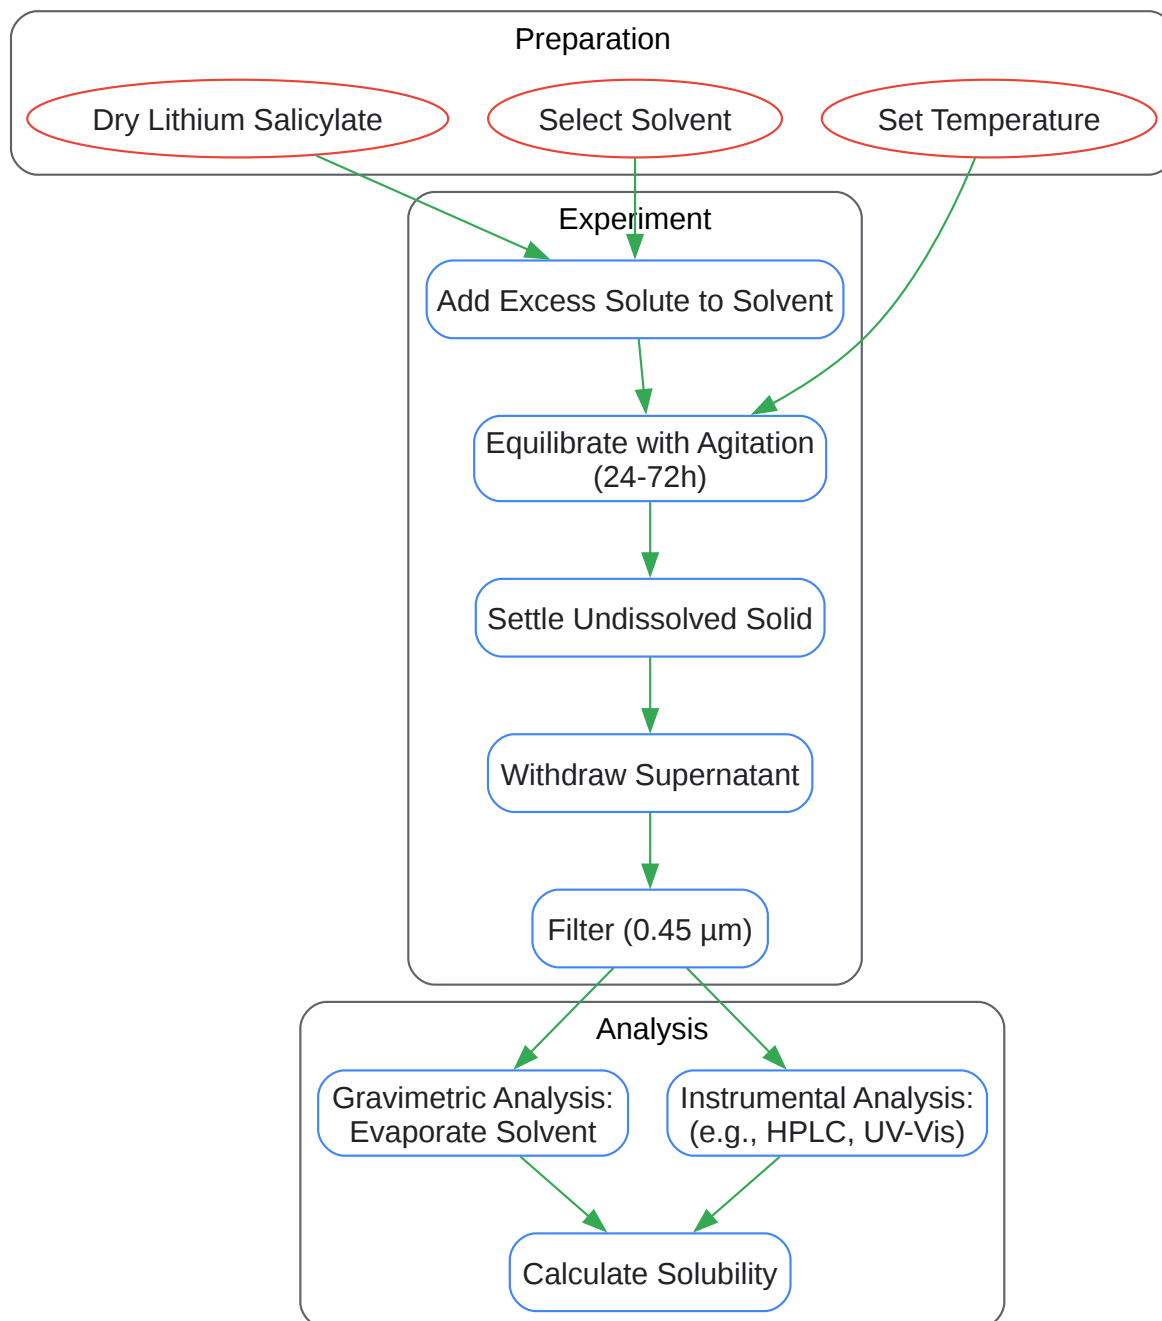 Preparation
Dry Lithium Salicylate
Select Solvent
Set Temperature
Experiment
Add Excess Solute to Solvent
Equilibrate with Agitation
(24-72h)
Settle Undissolved Solid
Withdraw Supernatant
Filter (0.45 µm)
Analysis
Gravimetric Analysis:
Evaporate Solvent
Instrumental Analysis:
(e.g., HPLC, UV-Vis)
Calculate Solubility